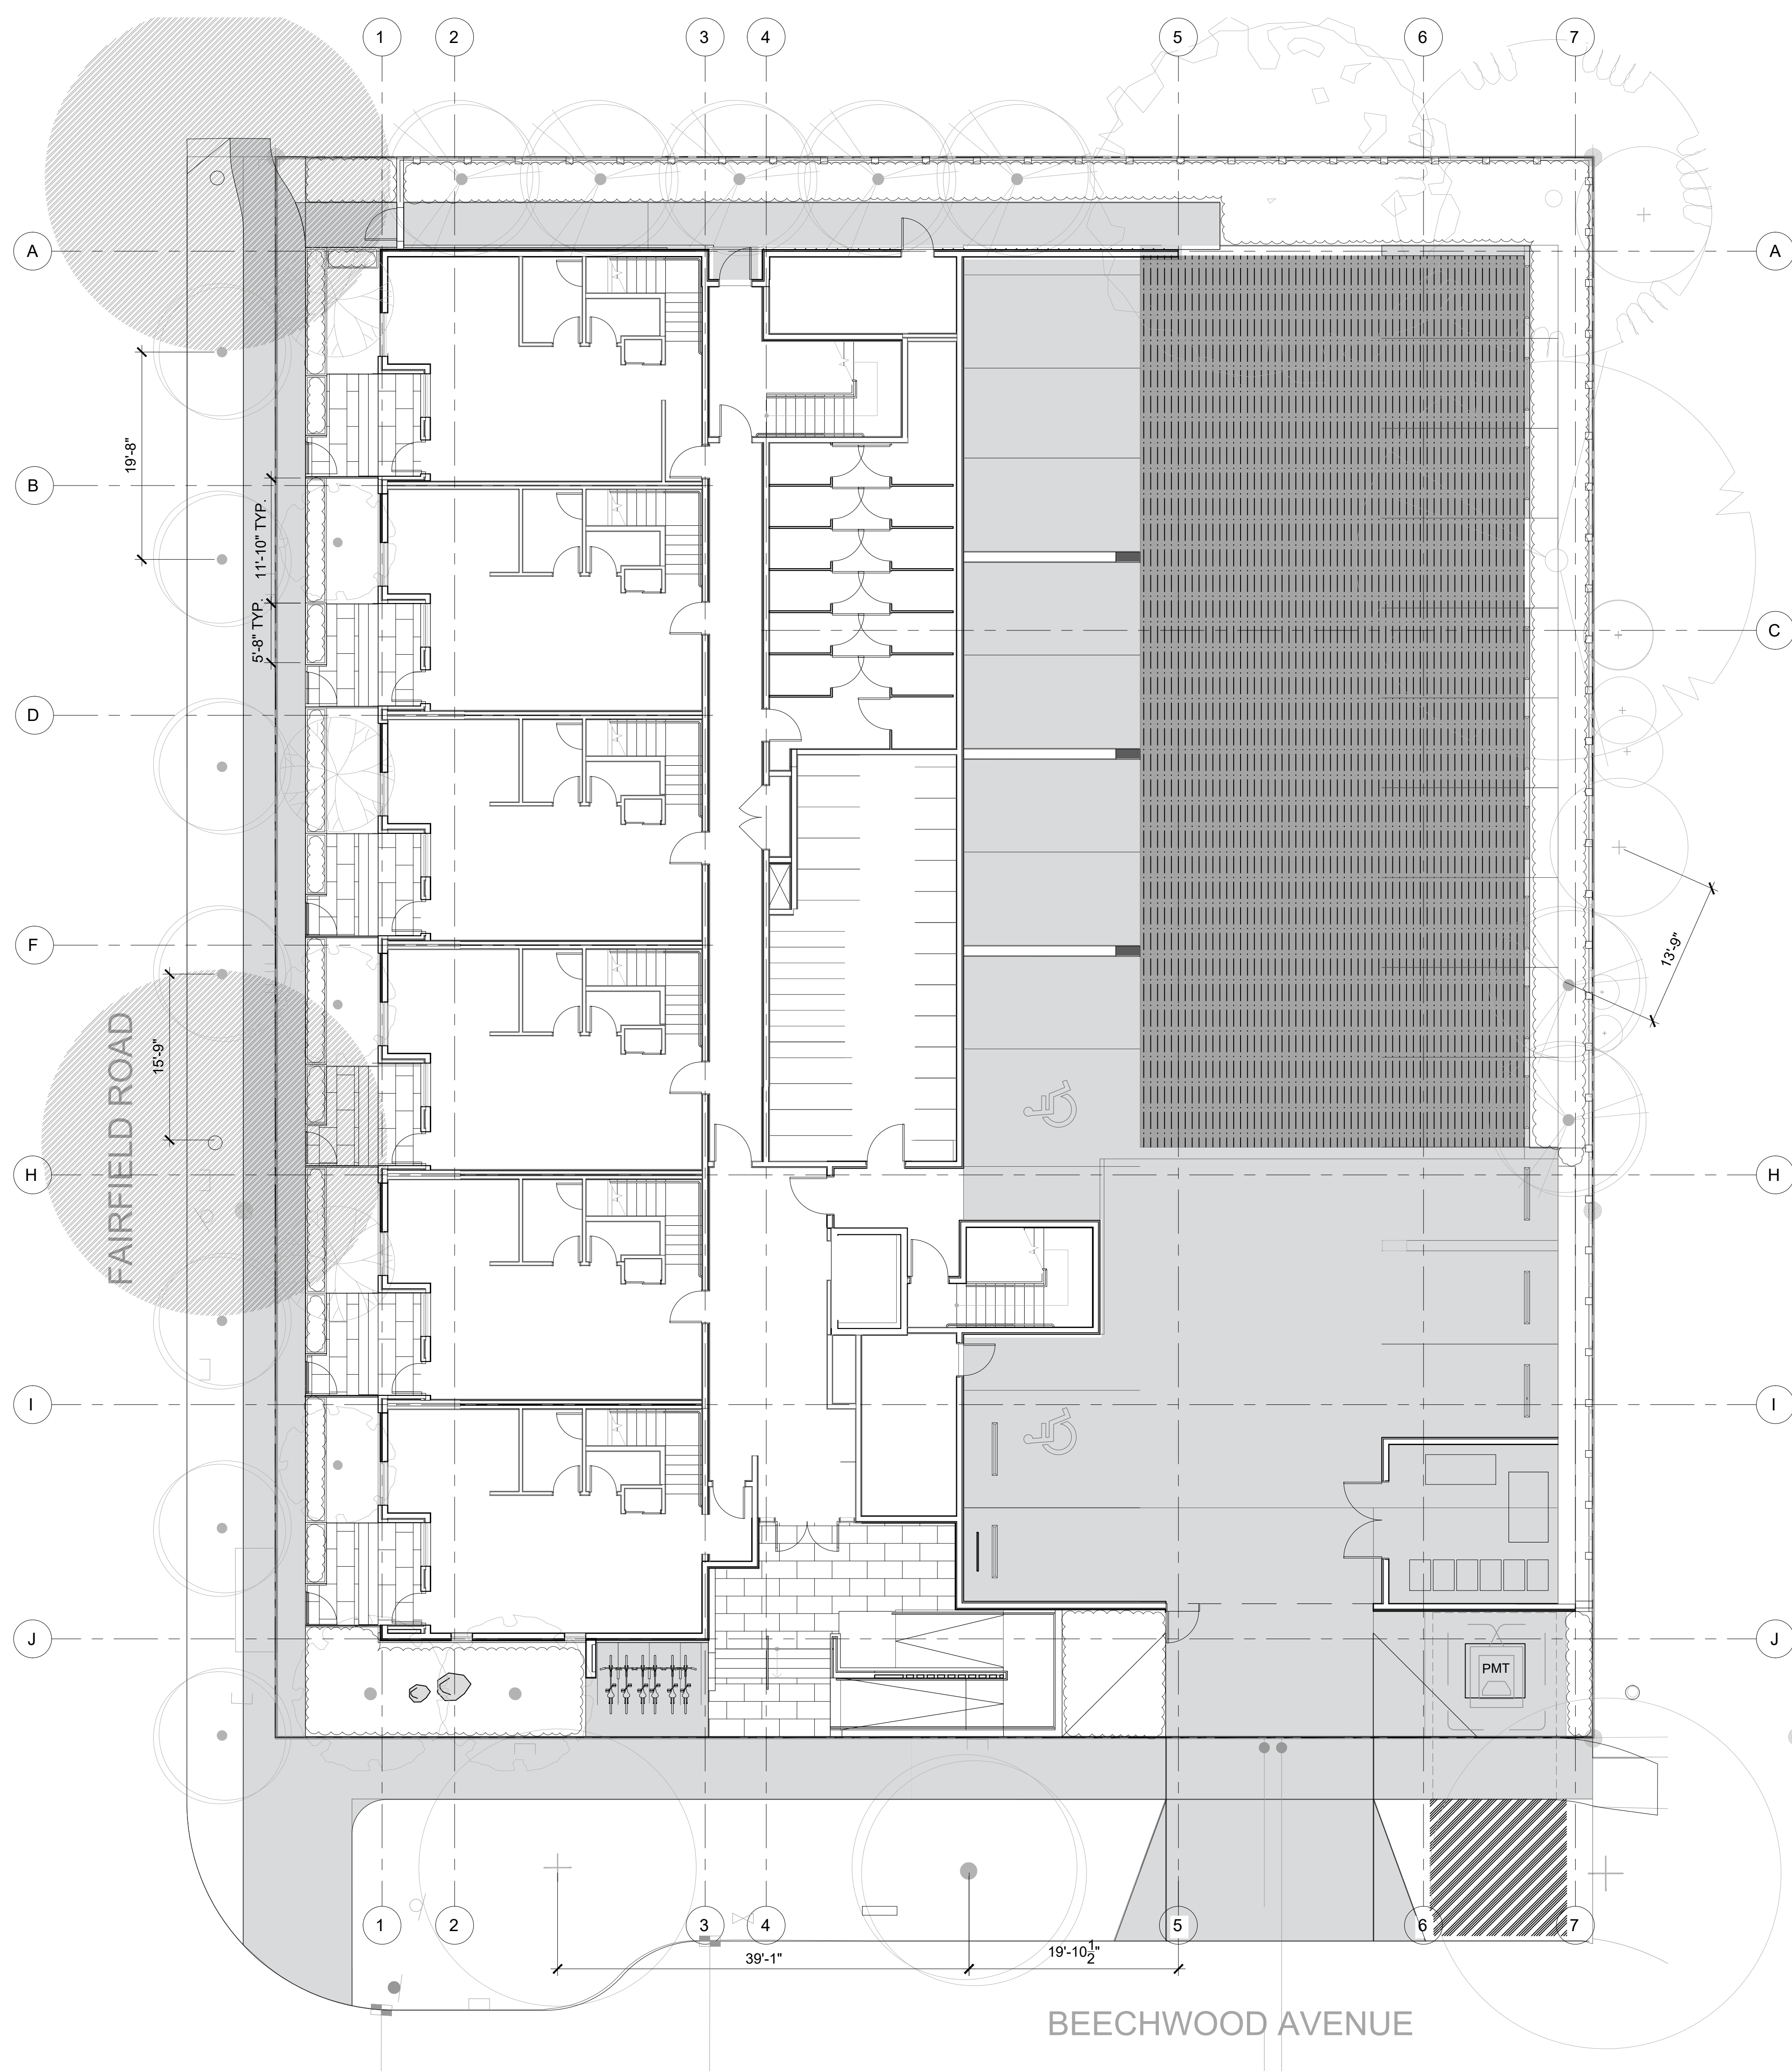 1 2 3 4 5 6 7
A A
19'-8"
B
11'-10" TYP.
5'-8" TYP.
C
D
F
13'-9"
15'-9"
FAIRFIELD ROAD
H H
I I
J J
PMT
1 2 3 4 5 6 7
39'-1"
19'-10 1/2"
BEECHWOOD AVENUE